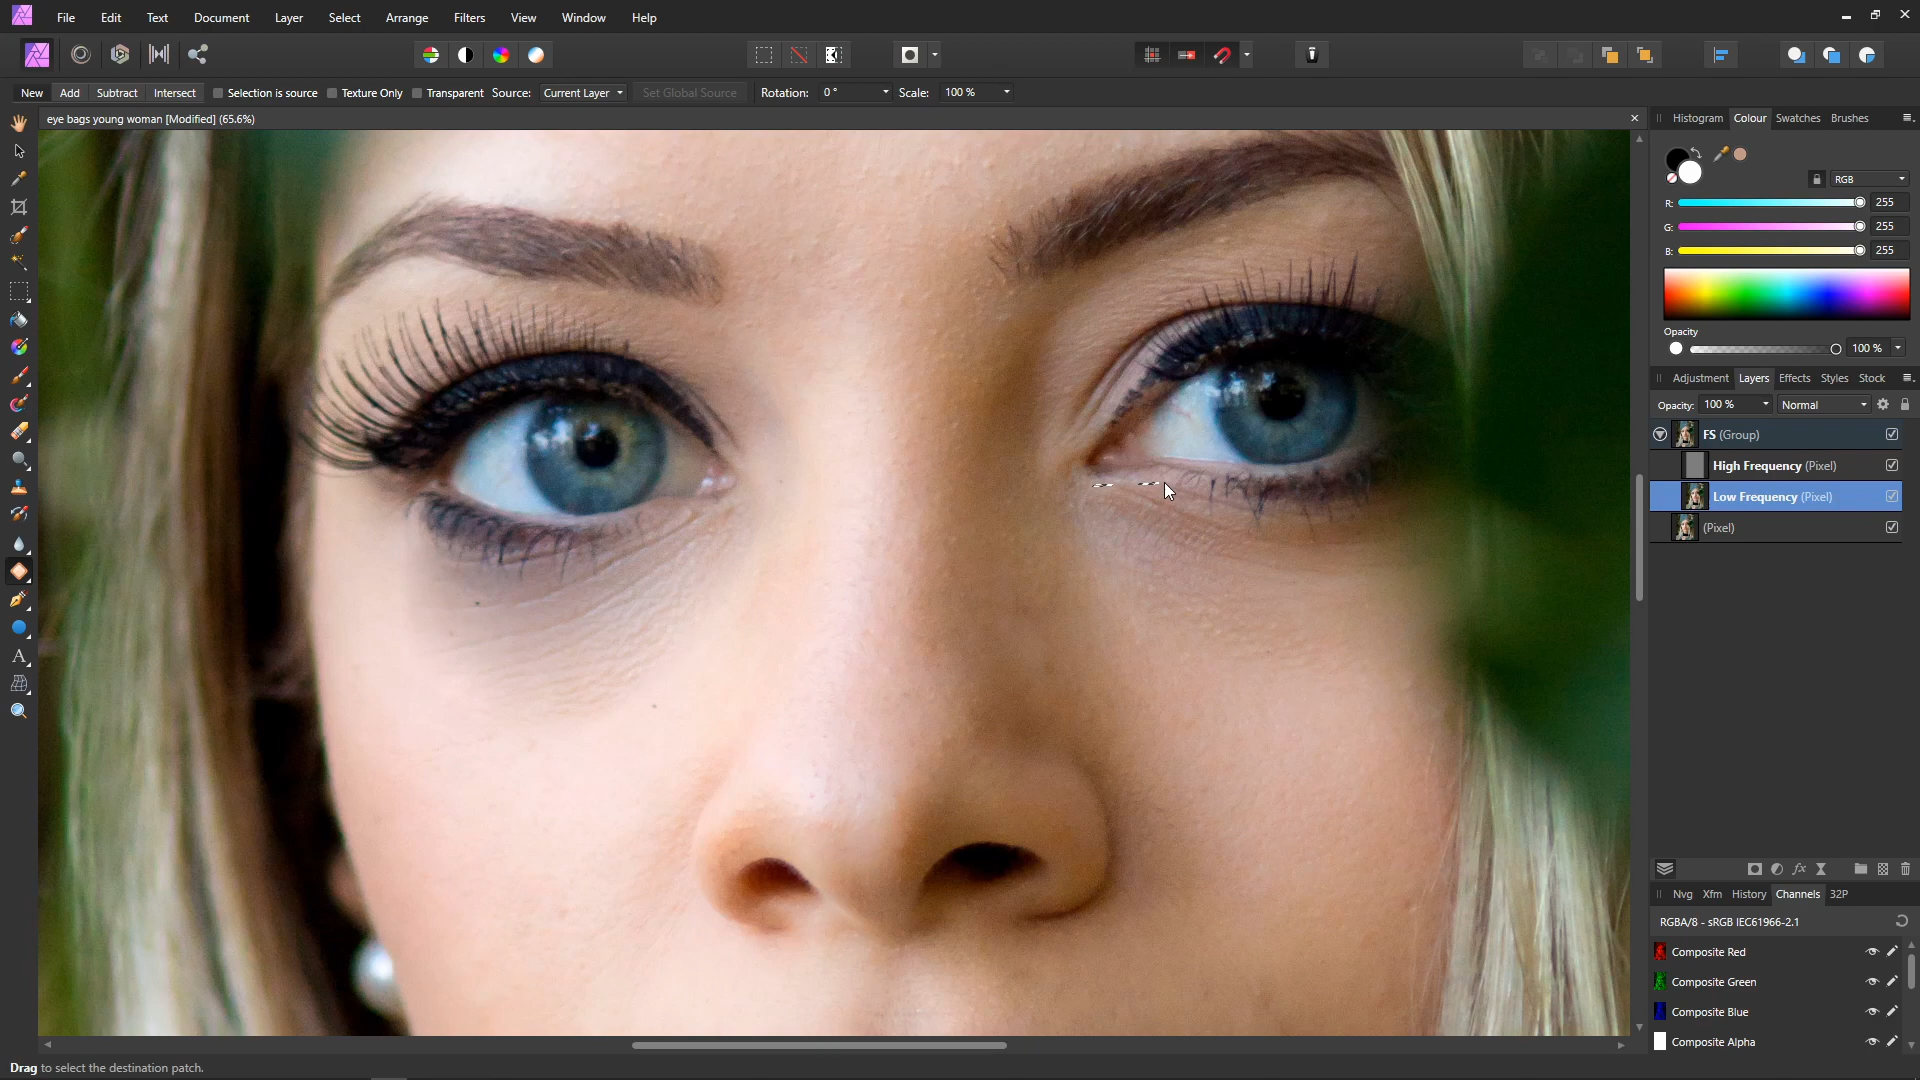 File Edit Text Document Layer Select Arrange Filters View Window Help
New Add Subtract Intersect Selection is source Texture Only Transparent Source: Current Layer Set Global Source Rotation: 0 ° Scale: 100 %
eye bags young woman [Modified] (65.6%)
Histogram Colour Swatches Brushes
RGB
R: 255
G: 255
B: 255
Opacity
100 %
Adjustment Layers Effects Styles Stock
Opacity: 100 % Normal
FS (Group)
High Frequency (Pixel)
Low Frequency (Pixel)
(Pixel)
fx
Nvg Xfm History Channels 32P
RGBA/8 - sRGB IEC61966-2.1
Composite Red
Composite Green
Composite Blue
Composite Alpha
Drag to select the destination patch.